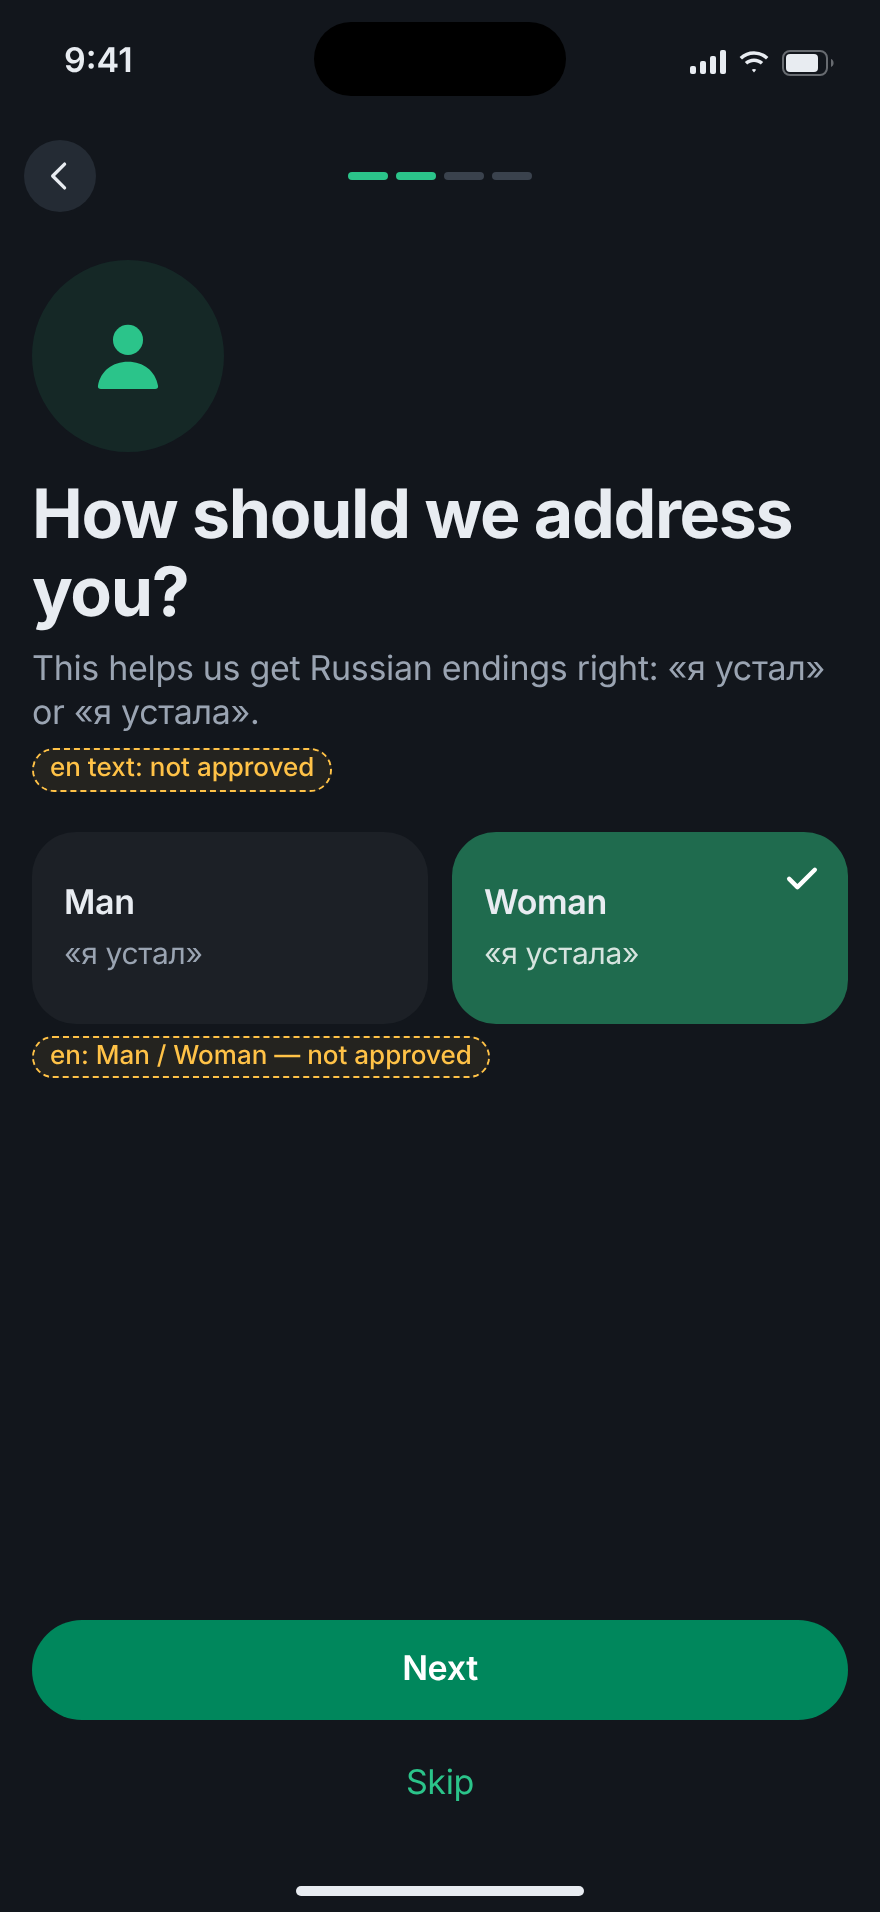 9:41
How should we address
you?
This helps us get Russian endings right: «я устал»
or «я устала».
en text: not approved
Man
«я устал»
Woman
«я устала»
en: Man / Woman — not approved
Next
Skip